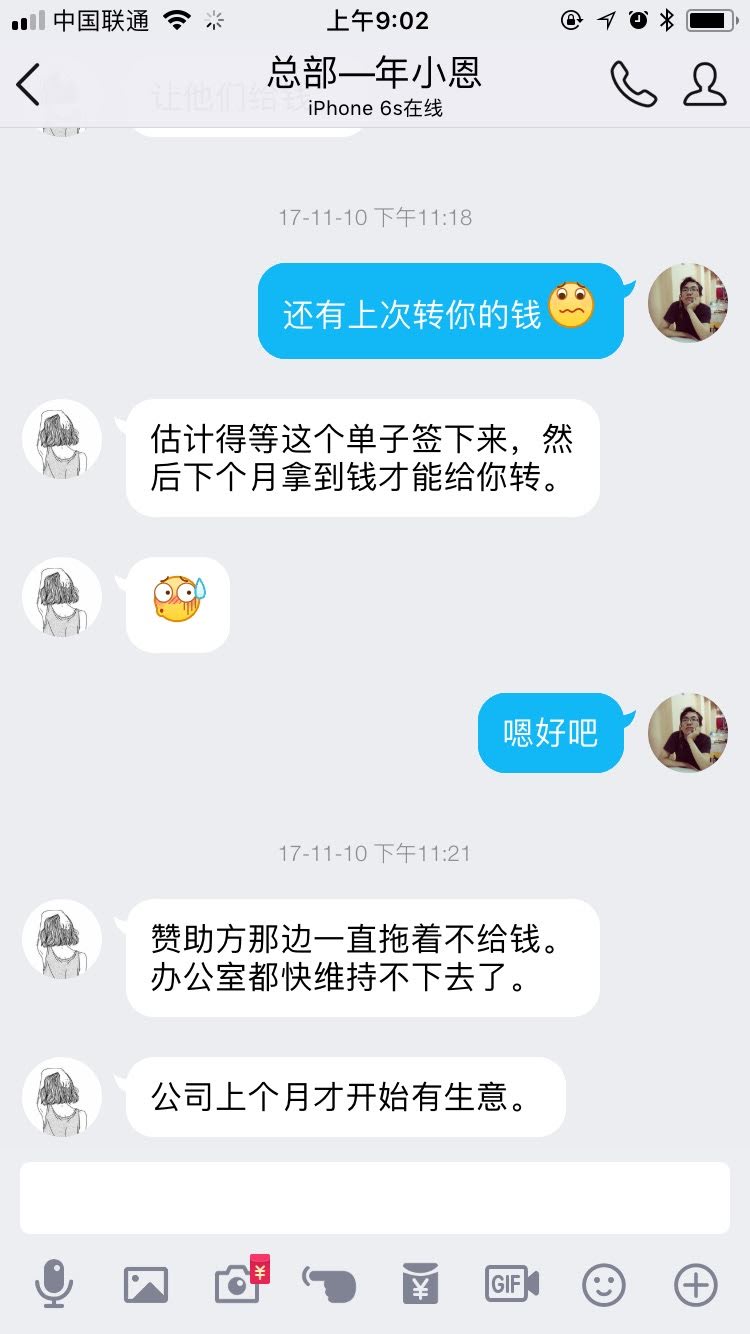 中国联通 上午9:02
总部—年小恩
iPhone 6s在线
让他们给钱
17-11-10 下午11:18
还有上次转你的钱
估计得等这个单子签下来，然
后下个月拿到钱才能给你转。
嗯好吧
17-11-10 下午11:21
赞助方那边一直拖着不给钱。
办公室都快维持不下去了。
公司上个月才开始有生意。
¥
¥
GIF